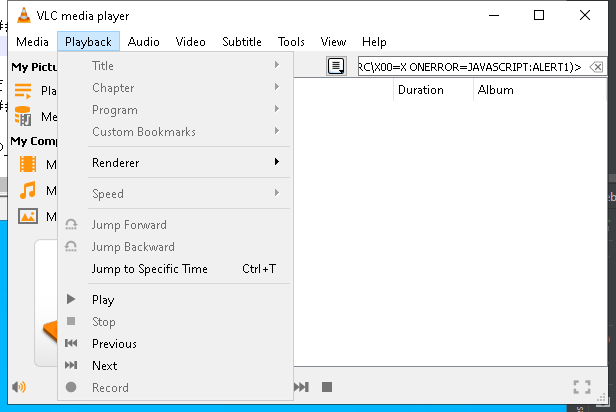 VLC media player
Media Playback Audio Video Subtitle Tools View Help
My Pictu
RC\X00=X ONERROR=JAVASCRIPT:ALERT1)>
Duration Album
Title
Chapter
Program
Custom Bookmarks
Renderer
Speed
Jump Forward
Jump Backward
Jump to Specific Time Ctrl+T
Play
Stop
Previous
Next
Record
Pla
Me
My Comp
M
M
M